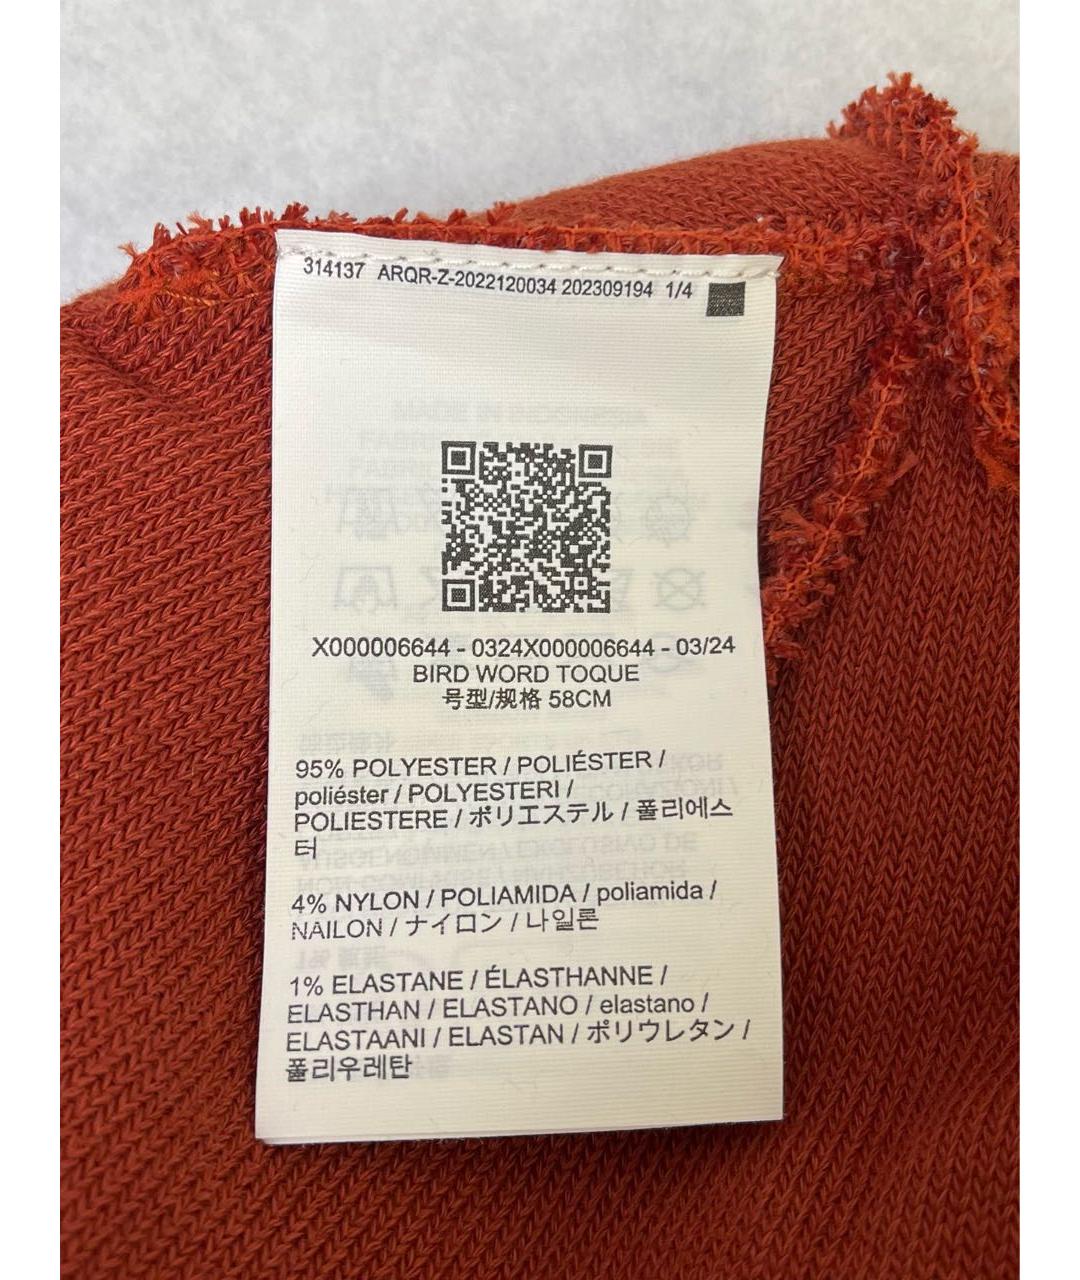 314137 ARQR-Z-2022120034 202309194 1/4
X000006644 - 0324X000006644 - 03/24
BIRD WORD TOQUE
号型/规格 58CM
95% POLYESTER / POLIÉSTER /
poliéster / POLYESTERI /
POLIESTERE / ポリエステル / 폴리에스
터
4% NYLON / POLIAMIDA / poliamida /
NAILON / ナイロン / 나일론
1% ELASTANE / ÉLASTHANNE /
ELASTHAN / ELASTANO / elastano /
ELASTAANI / ELASTAN / ポリウレタン /
폴리우레탄